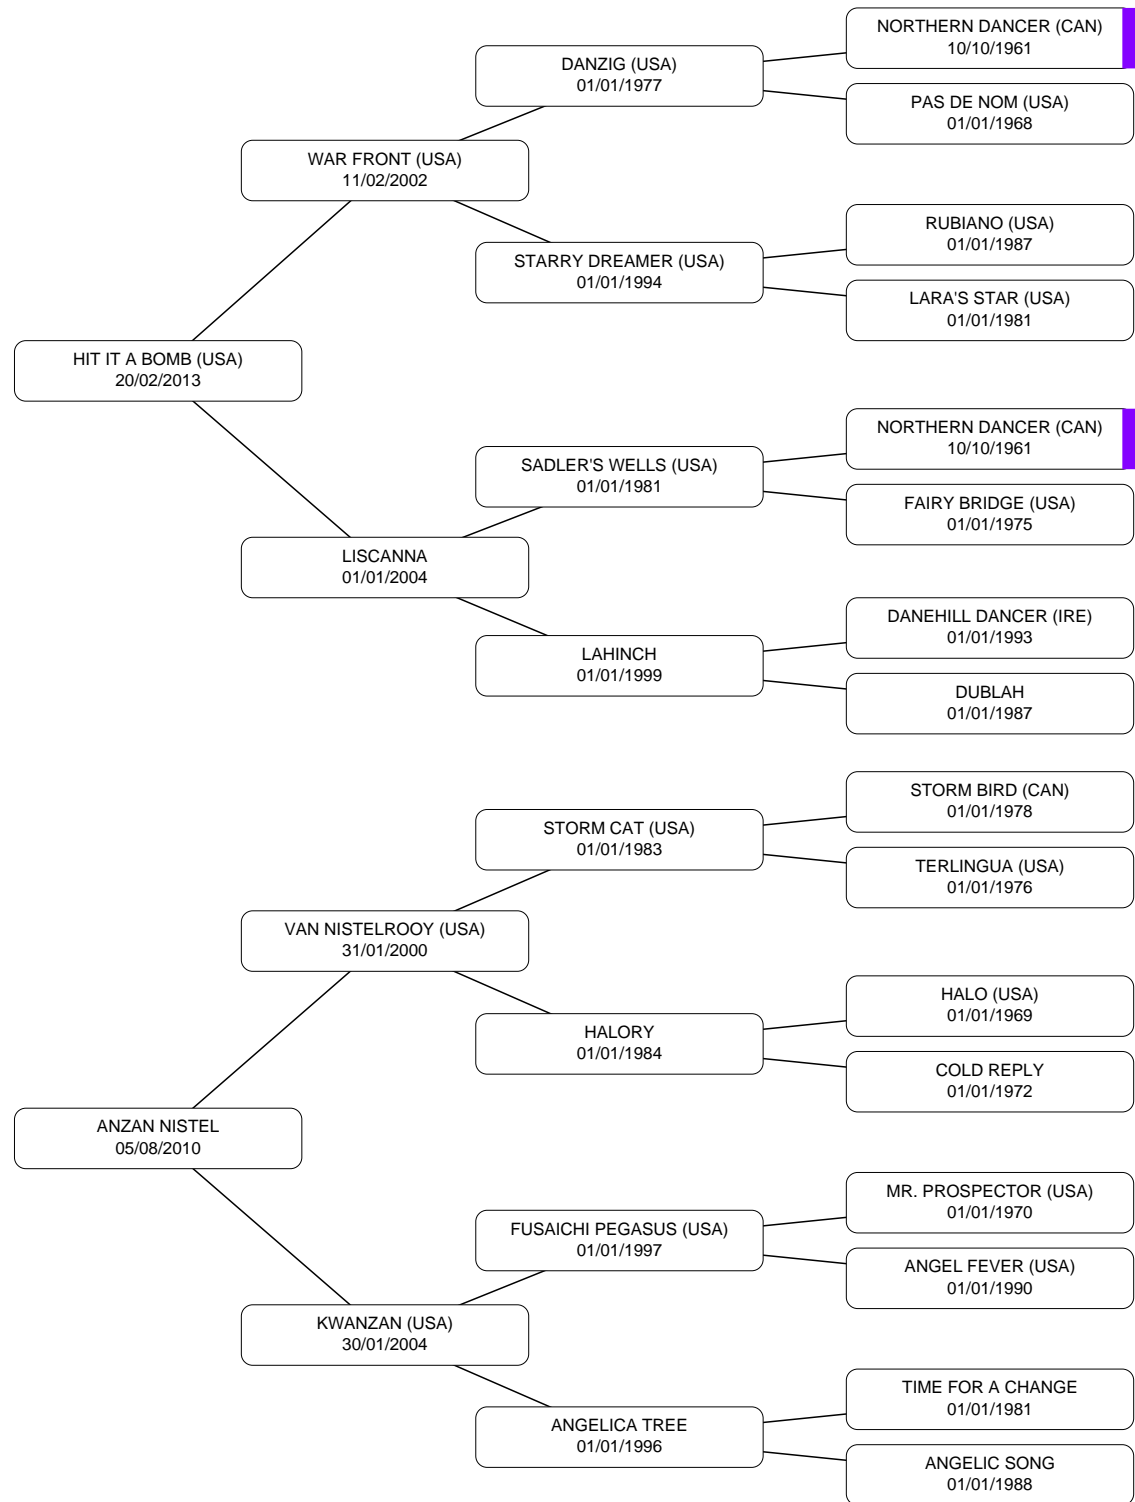 NORTHERN DANCER (CAN)
10/10/1961
DANZIG (USA)
01/01/1977
PAS DE NOM (USA)
01/01/1968
WAR FRONT (USA)
11/02/2002
RUBIANO (USA)
01/01/1987
STARRY DREAMER (USA)
01/01/1994
LARA'S STAR (USA)
01/01/1981
HIT IT A BOMB (USA)
20/02/2013
NORTHERN DANCER (CAN)
10/10/1961
SADLER'S WELLS (USA)
01/01/1981
FAIRY BRIDGE (USA)
01/01/1975
LISCANNA
01/01/2004
DANEHILL DANCER (IRE)
01/01/1993
LAHINCH
01/01/1999
DUBLAH
01/01/1987
STORM BIRD (CAN)
01/01/1978
STORM CAT (USA)
01/01/1983
TERLINGUA (USA)
01/01/1976
VAN NISTELROOY (USA)
31/01/2000
HALO (USA)
01/01/1969
HALORY
01/01/1984
COLD REPLY
01/01/1972
ANZAN NISTEL
05/08/2010
MR. PROSPECTOR (USA)
01/01/1970
FUSAICHI PEGASUS (USA)
01/01/1997
ANGEL FEVER (USA)
01/01/1990
KWANZAN (USA)
30/01/2004
TIME FOR A CHANGE
01/01/1981
ANGELICA TREE
01/01/1996
ANGELIC SONG
01/01/1988